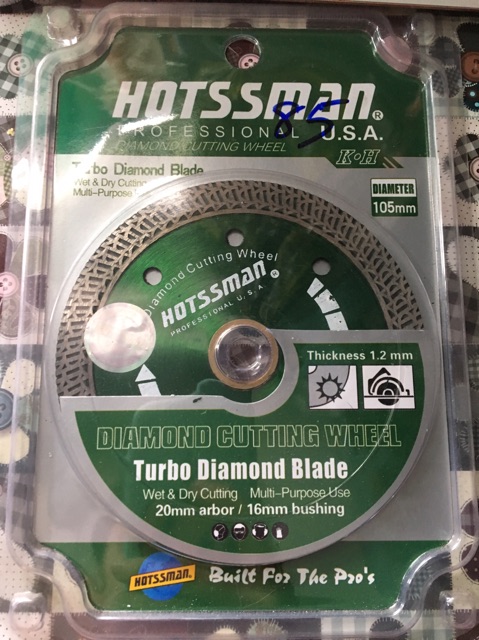 HOTSSMAN®
85
PROFESSIONAL U.S.A.
DIAMOND CUTTING WHEEL
K·H
Turbo Diamond Blade
Wet & Dry Cutting
Multi-Purpose
DIAMETER
105mm
Diamond Cutting Wheel
HOTSSMAN®
PROFESSIONAL U.S.A.
Thickness 1.2 mm
DIAMOND CUTTING WHEEL
Turbo Diamond Blade
Wet & Dry Cutting Multi-Purpose Use
20mm arbor / 16mm bushing
HOTSSMAN. Built For The Pro's